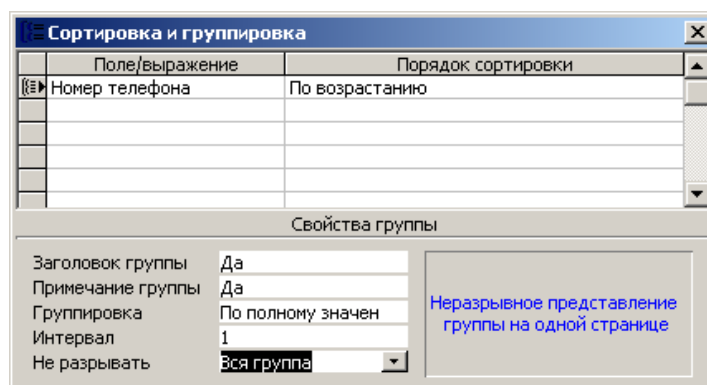 Сортировка и группировка
Поле/выражение Порядок сортировки
Номер телефона По возрастанию
Свойства группы
Заголовок группы Да
Примечание группы Да
Группировка По полному значен
Интервал 1
Не разрывать Вся группа
Неразрывное представление
группы на одной странице